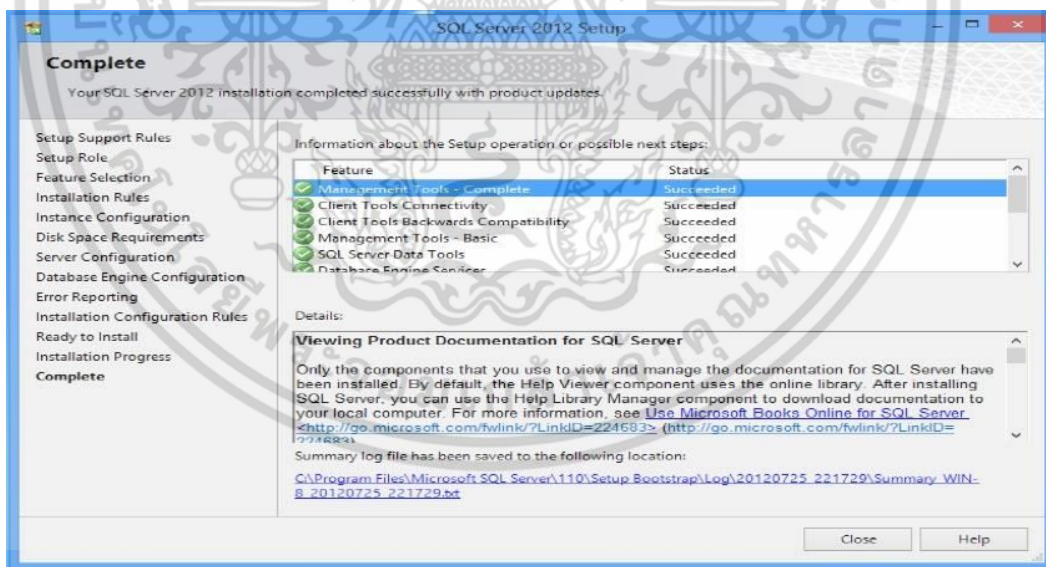 SQL Server 2012 Setup
Complete
Your SQL Server 2012 installation completed successfully with product updates.
Setup Support Rules
Setup Role
Feature Selection
Installation Rules
Instance Configuration
Disk Space Requirements
Server Configuration
Database Engine Configuration
Error Reporting
Installation Configuration Rules
Ready to Install
Installation Progress
Complete
Information about the Setup operation or possible next steps:
Feature Status
Management Tools - Complete Succeeded
Client Tools Connectivity Succeeded
Client Tools Backwards Compatibility Succeeded
Management Tools - Basic Succeeded
SQL Server Data Tools Succeeded
Database Engine Services Succeeded
Details:
Viewing Product Documentation for SQL Server
Only the components that you use to view and manage the documentation for SQL Server have
been installed. By default, the Help Viewer component uses the online library. After installing
SQL Server, you can use the Help Library Manager component to download documentation to
your local computer. For more information, see Use Microsoft Books Online for SQL Server
<http://go.microsoft.com/fwlink/?LinkID=224683> (http://go.microsoft.com/fwlink/?LinkID=
224683)
Summary log file has been saved to the following location:
C:\Program Files\Microsoft SQL Server\110\Setup Bootstrap\Log\20120725_221729\Summary_WIN-
8_20120725_221729.txt
Close Help